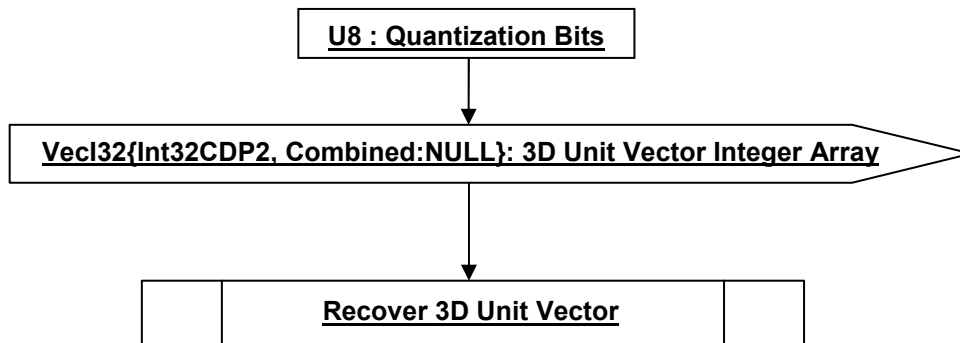 U8 : Quantization Bits
VecI32{Int32CDP2, Combined:NULL}: 3D Unit Vector Integer Array
Recover 3D Unit Vector